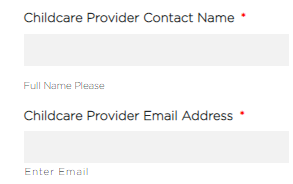 Childcare Provider Contact Name *
Full Name Please
Childcare Provider Email Address *
Enter Email